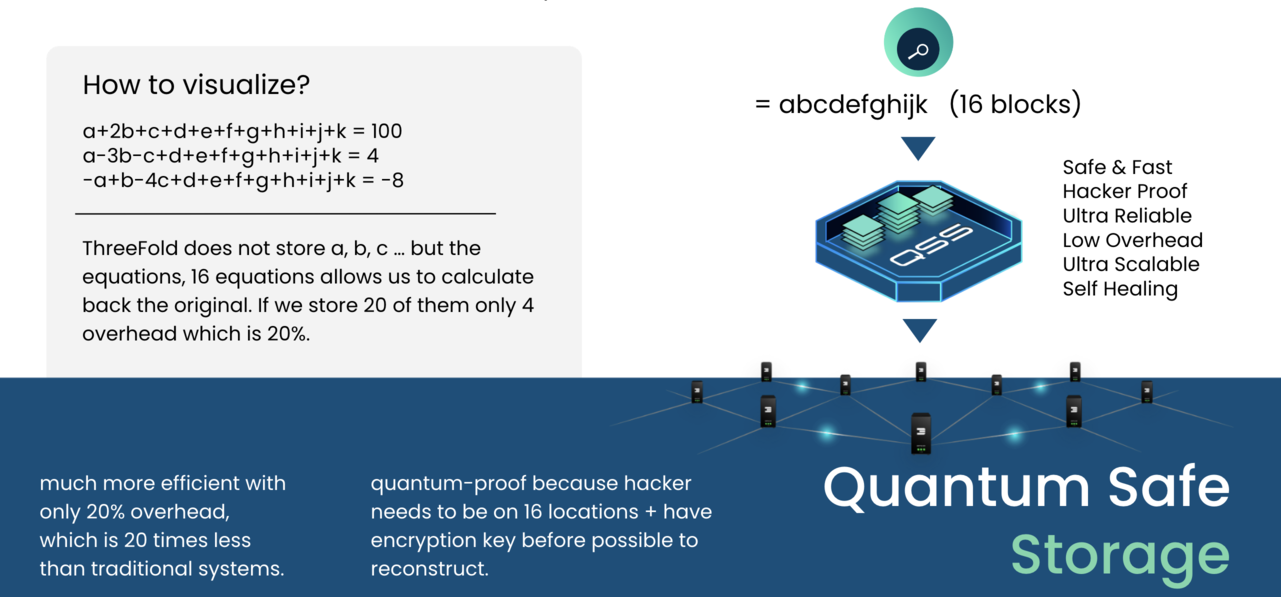 How to visualize?
a+2b+c+d+e+f+g+h+i+j+k = 100
a-3b-c+d+e+f+g+h+i+j+k = 4
-a+b-4c+d+e+f+g+h+i+j+k = -8
ThreeFold does not store a, b, c ... but the
equations, 16 equations allows us to calculate
back the original. If we store 20 of them only 4
overhead which is 20%.
= abcdefghijk (16 blocks)
QSS
Safe & Fast
Hacker Proof
Ultra Reliable
Low Overhead
Ultra Scalable
Self Healing
much more efficient with
only 20% overhead,
which is 20 times less
than traditional systems.
quantum-proof because hacker
needs to be on 16 locations + have
encryption key before possible to
reconstruct.
Quantum Safe
Storage